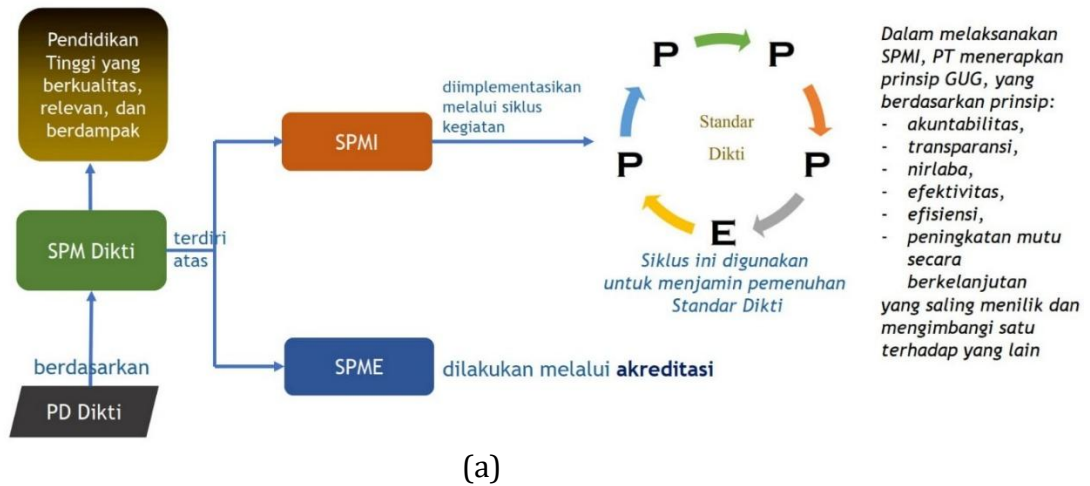 Pendidikan
Tinggi yang
berkualitas,
relevan, dan
berdampak
SPM Dikti
berdasarkan
PD Dikti
terdiri
atas
SPMI
diimplementasikan
melalui siklus
kegiatan
P
P
P
P
E
Standar
Dikti
Siklus ini digunakan
untuk menjamin pemenuhan
Standar Dikti
SPME
dilakukan melalui akreditasi
Dalam melaksanakan
SPMI, PT menerapkan
prinsip GUG, yang
berdasarkan prinsip:
- akuntabilitas,
- transparansi,
- nirlaba,
- efektivitas,
- efisiensi,
- peningkatan mutu
secara
berkelanjutan
yang saling menilik dan
mengimbangi satu
terhadap yang lain
(a)